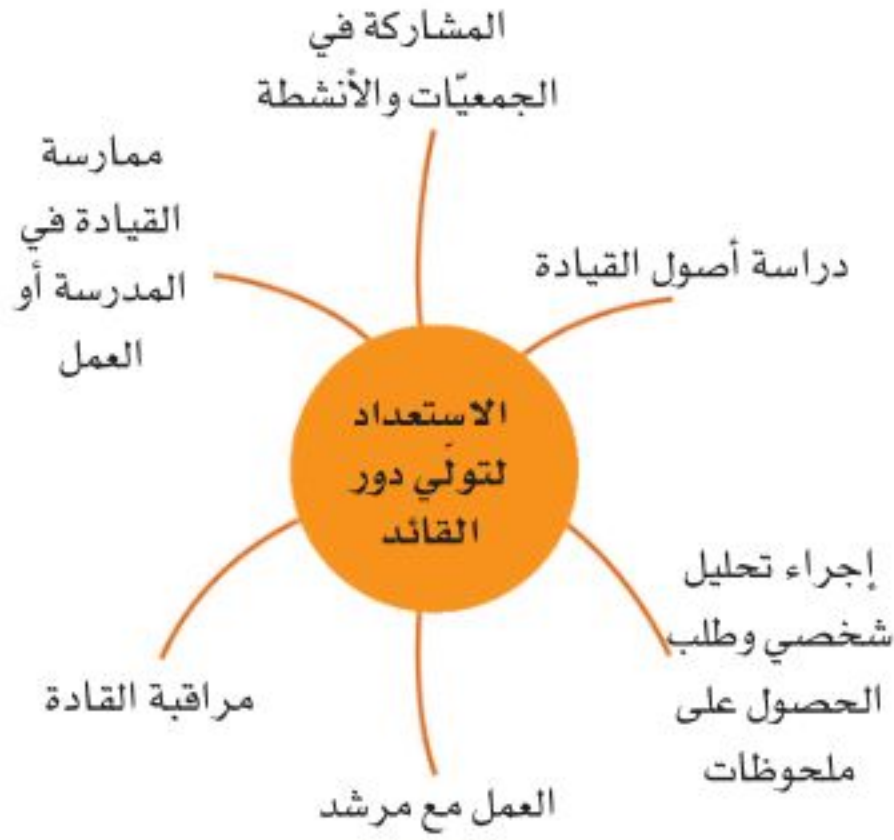 المشاركة في
الجمعيّات والأنشطة
دراسة أصول القيادة
ممارسة
القيادة في
المدرسة أو
العمل
الاستعداد
لتولّي دور
القائد
إجراء تحليل
شخصي وطلب
الحصول على
ملحوظات
مراقبة القادة
العمل مع مرشد